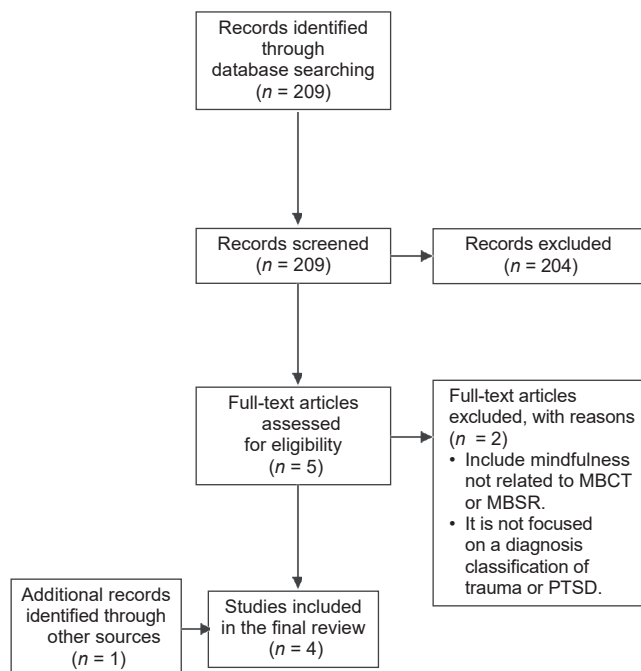 Records identified
through
database searching
(n = 209)
Records screened
(n = 209)
Records excluded
(n = 204)
Full-text articles
assessed
for eligibility
(n = 5)
Full-text articles
excluded, with reasons
(n = 2)
• Include mindfulness
not related to MBCT
or MBSR.
• It is not focused
on a diagnosis
classification of
trauma or PTSD.
Additional records
identified through
other sources
(n = 1)
Studies included
in the final review
(n = 4)